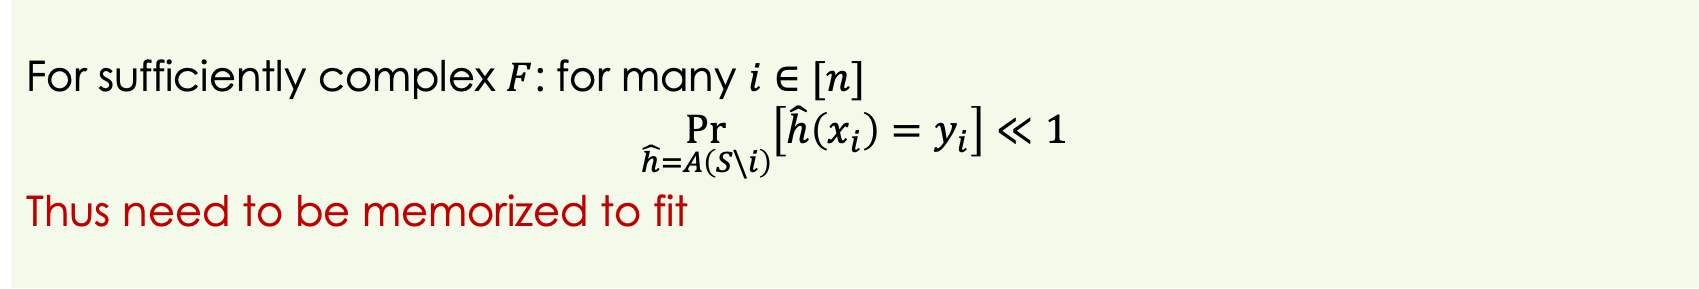 For sufficiently complex F: for many i ∈ [n]
Pr [ĥ(xᵢ) = yᵢ] ≪ 1
ĥ=A(S\i)
Thus need to be memorized to fit